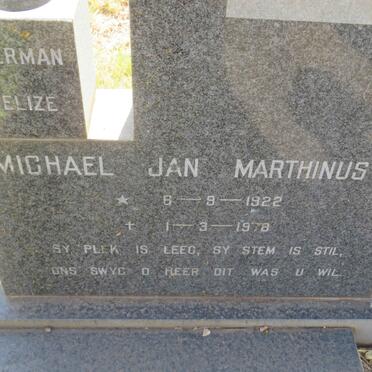 ERMAN
ELIZE
MICHAEL JAN MARTHINUS
★ 6-9-1922
+ 1-3-1978
SY PLEK IS LEEG, SY STEM IS STIL,
ONS SWYG O HEER DIT WAS U WIL.